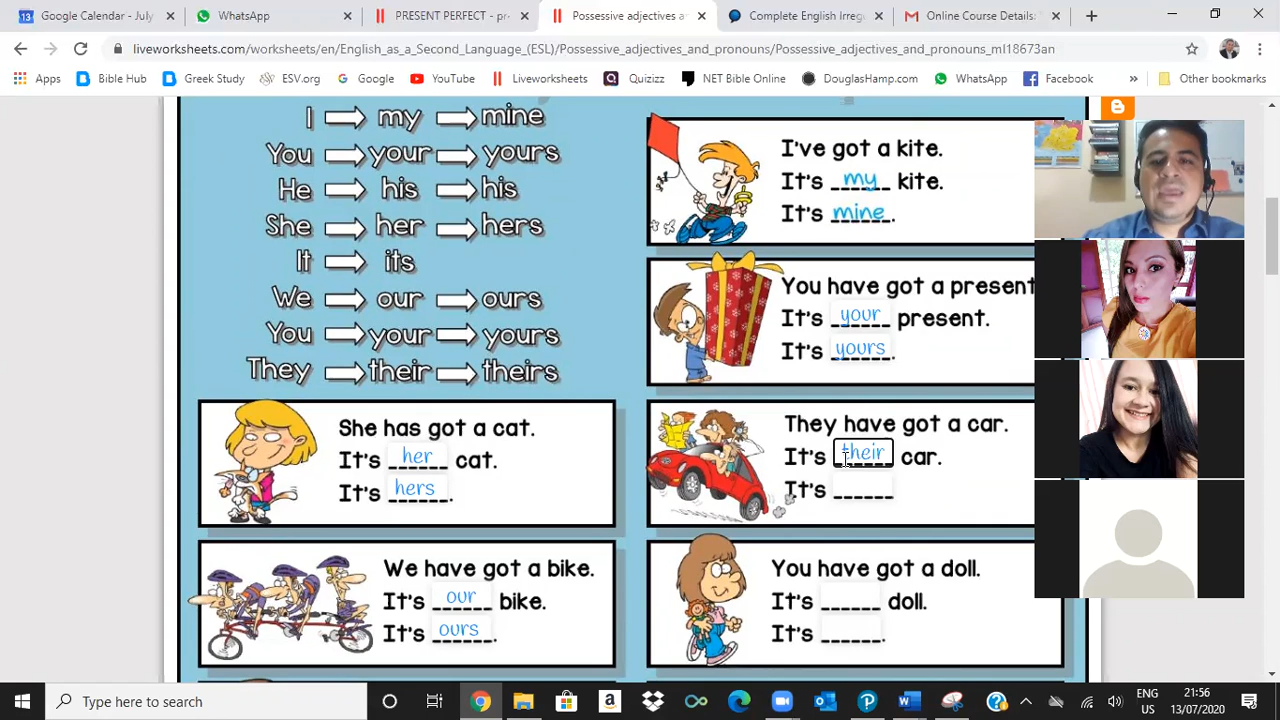 Google Calendar - July
WhatsApp
PRESENT PERFECT - pr
Possessive adjectives a
Complete English Irreg
Online Course Details:
liveworksheets.com/worksheets/en/English_as_a_Second_Language_(ESL)/Possessive_adjectives_and_pronouns/Possessive_adjectives_and_pronouns_ml18673an
Apps
Bible Hub
Greek Study
ESV.org
Google
YouTube
Liveworksheets
Quizizz
NET Bible Online
DouglasHamp.com
WhatsApp
Facebook
»
Other bookmarks
I my mine
You your yours
He his his
She her hers
It its
We our ours
You your yours
They their theirs
I've got a kite.
It's my kite.
It's mine.
You have got a present
It's your present.
It's yours.
She has got a cat.
It's her cat.
It's hers.
They have got a car.
It's their car.
It's ______
We have got a bike.
It's our bike.
It's ours.
You have got a doll.
It's ______ doll.
It's ______.
Type here to search
ENG
US
21:56
13/07/2020